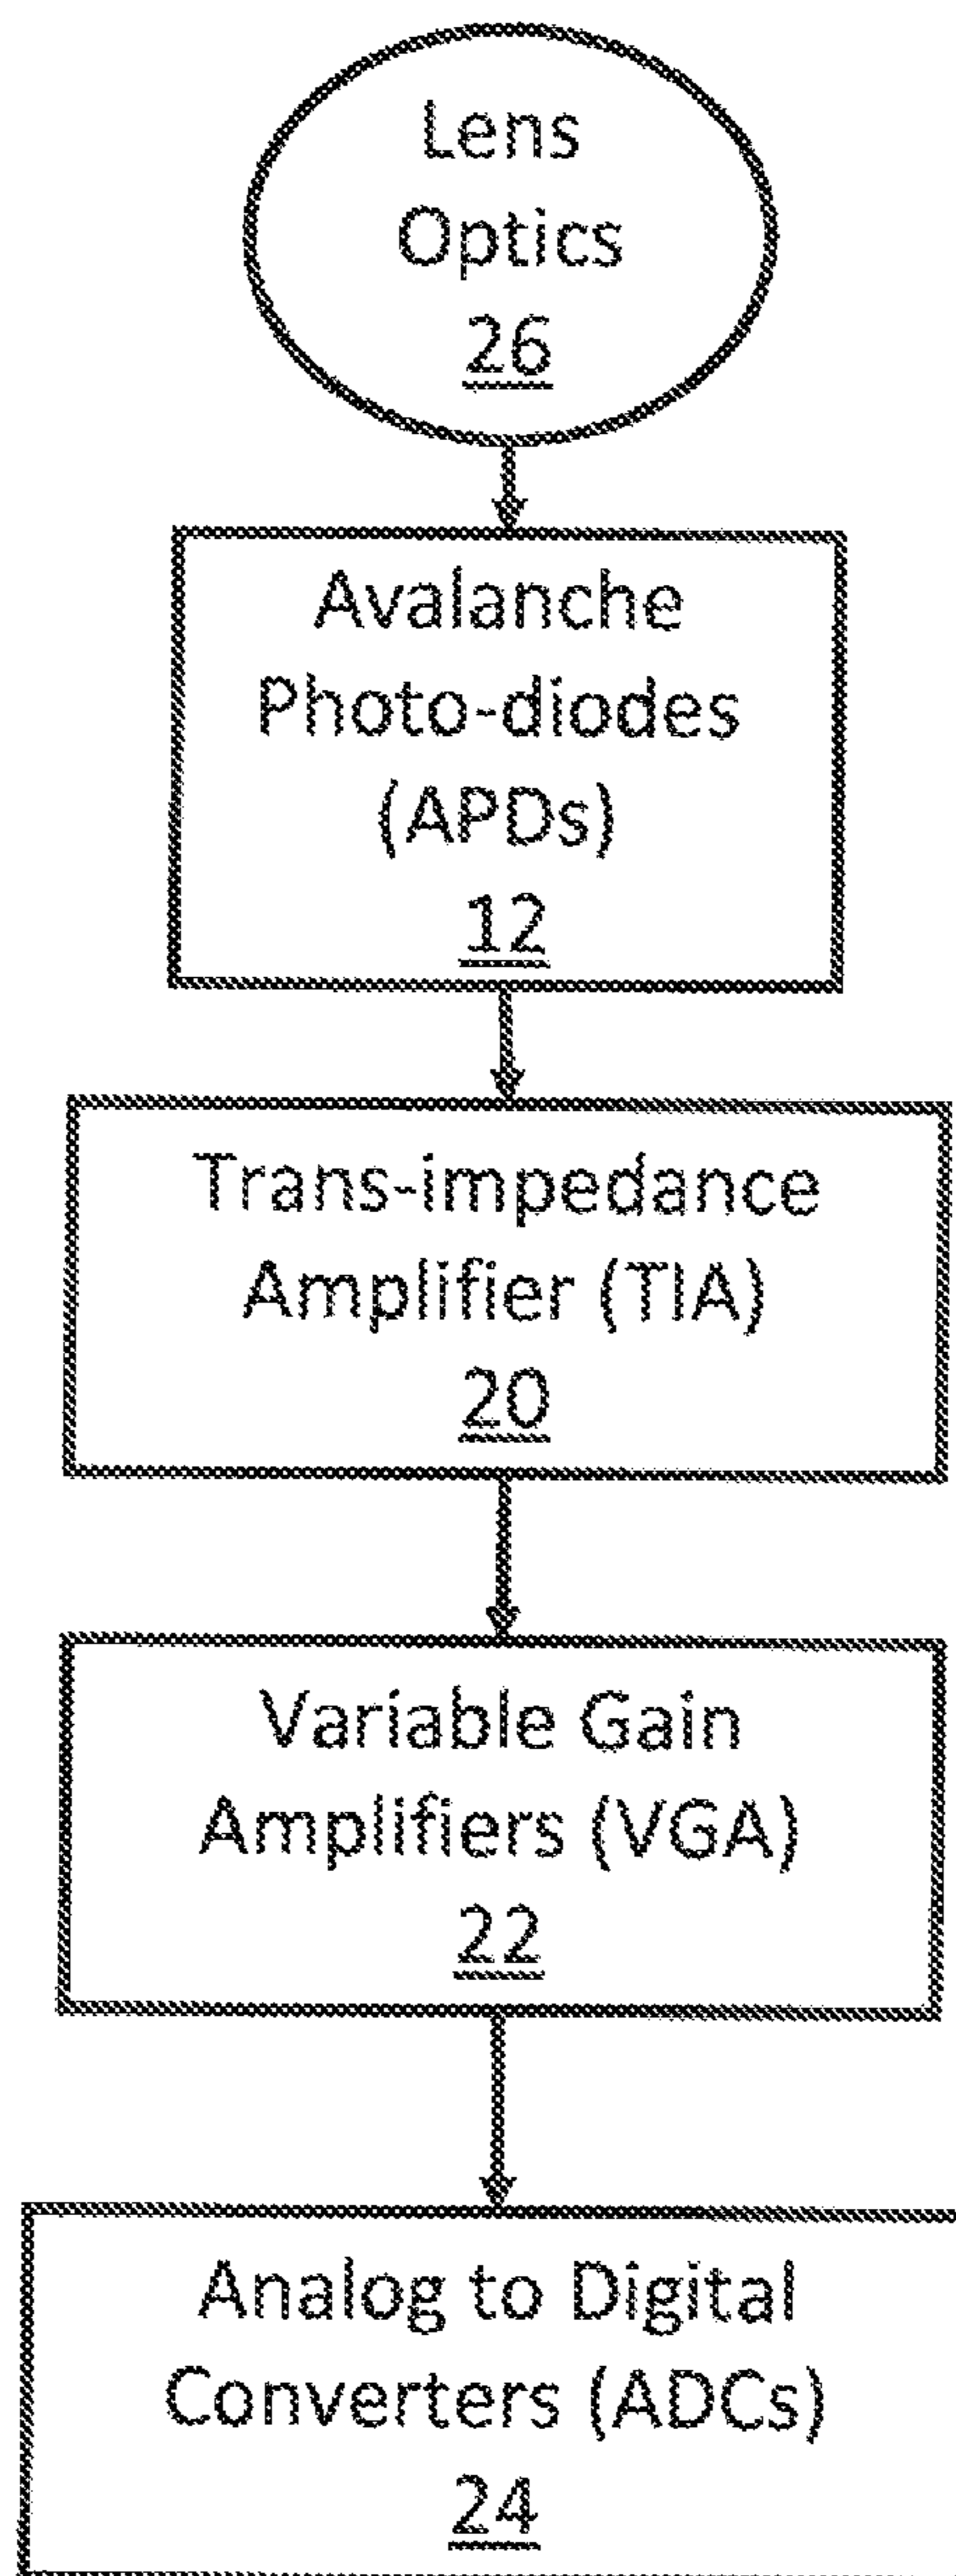 Lens
Optics
26
Avalanche
Photo-diodes
(APDs)
12
Trans-impedance
Amplifier (TIA)
20
Variable Gain
Amplifiers (VGA)
22
Analog to Digital
Converters (ADCs)
24